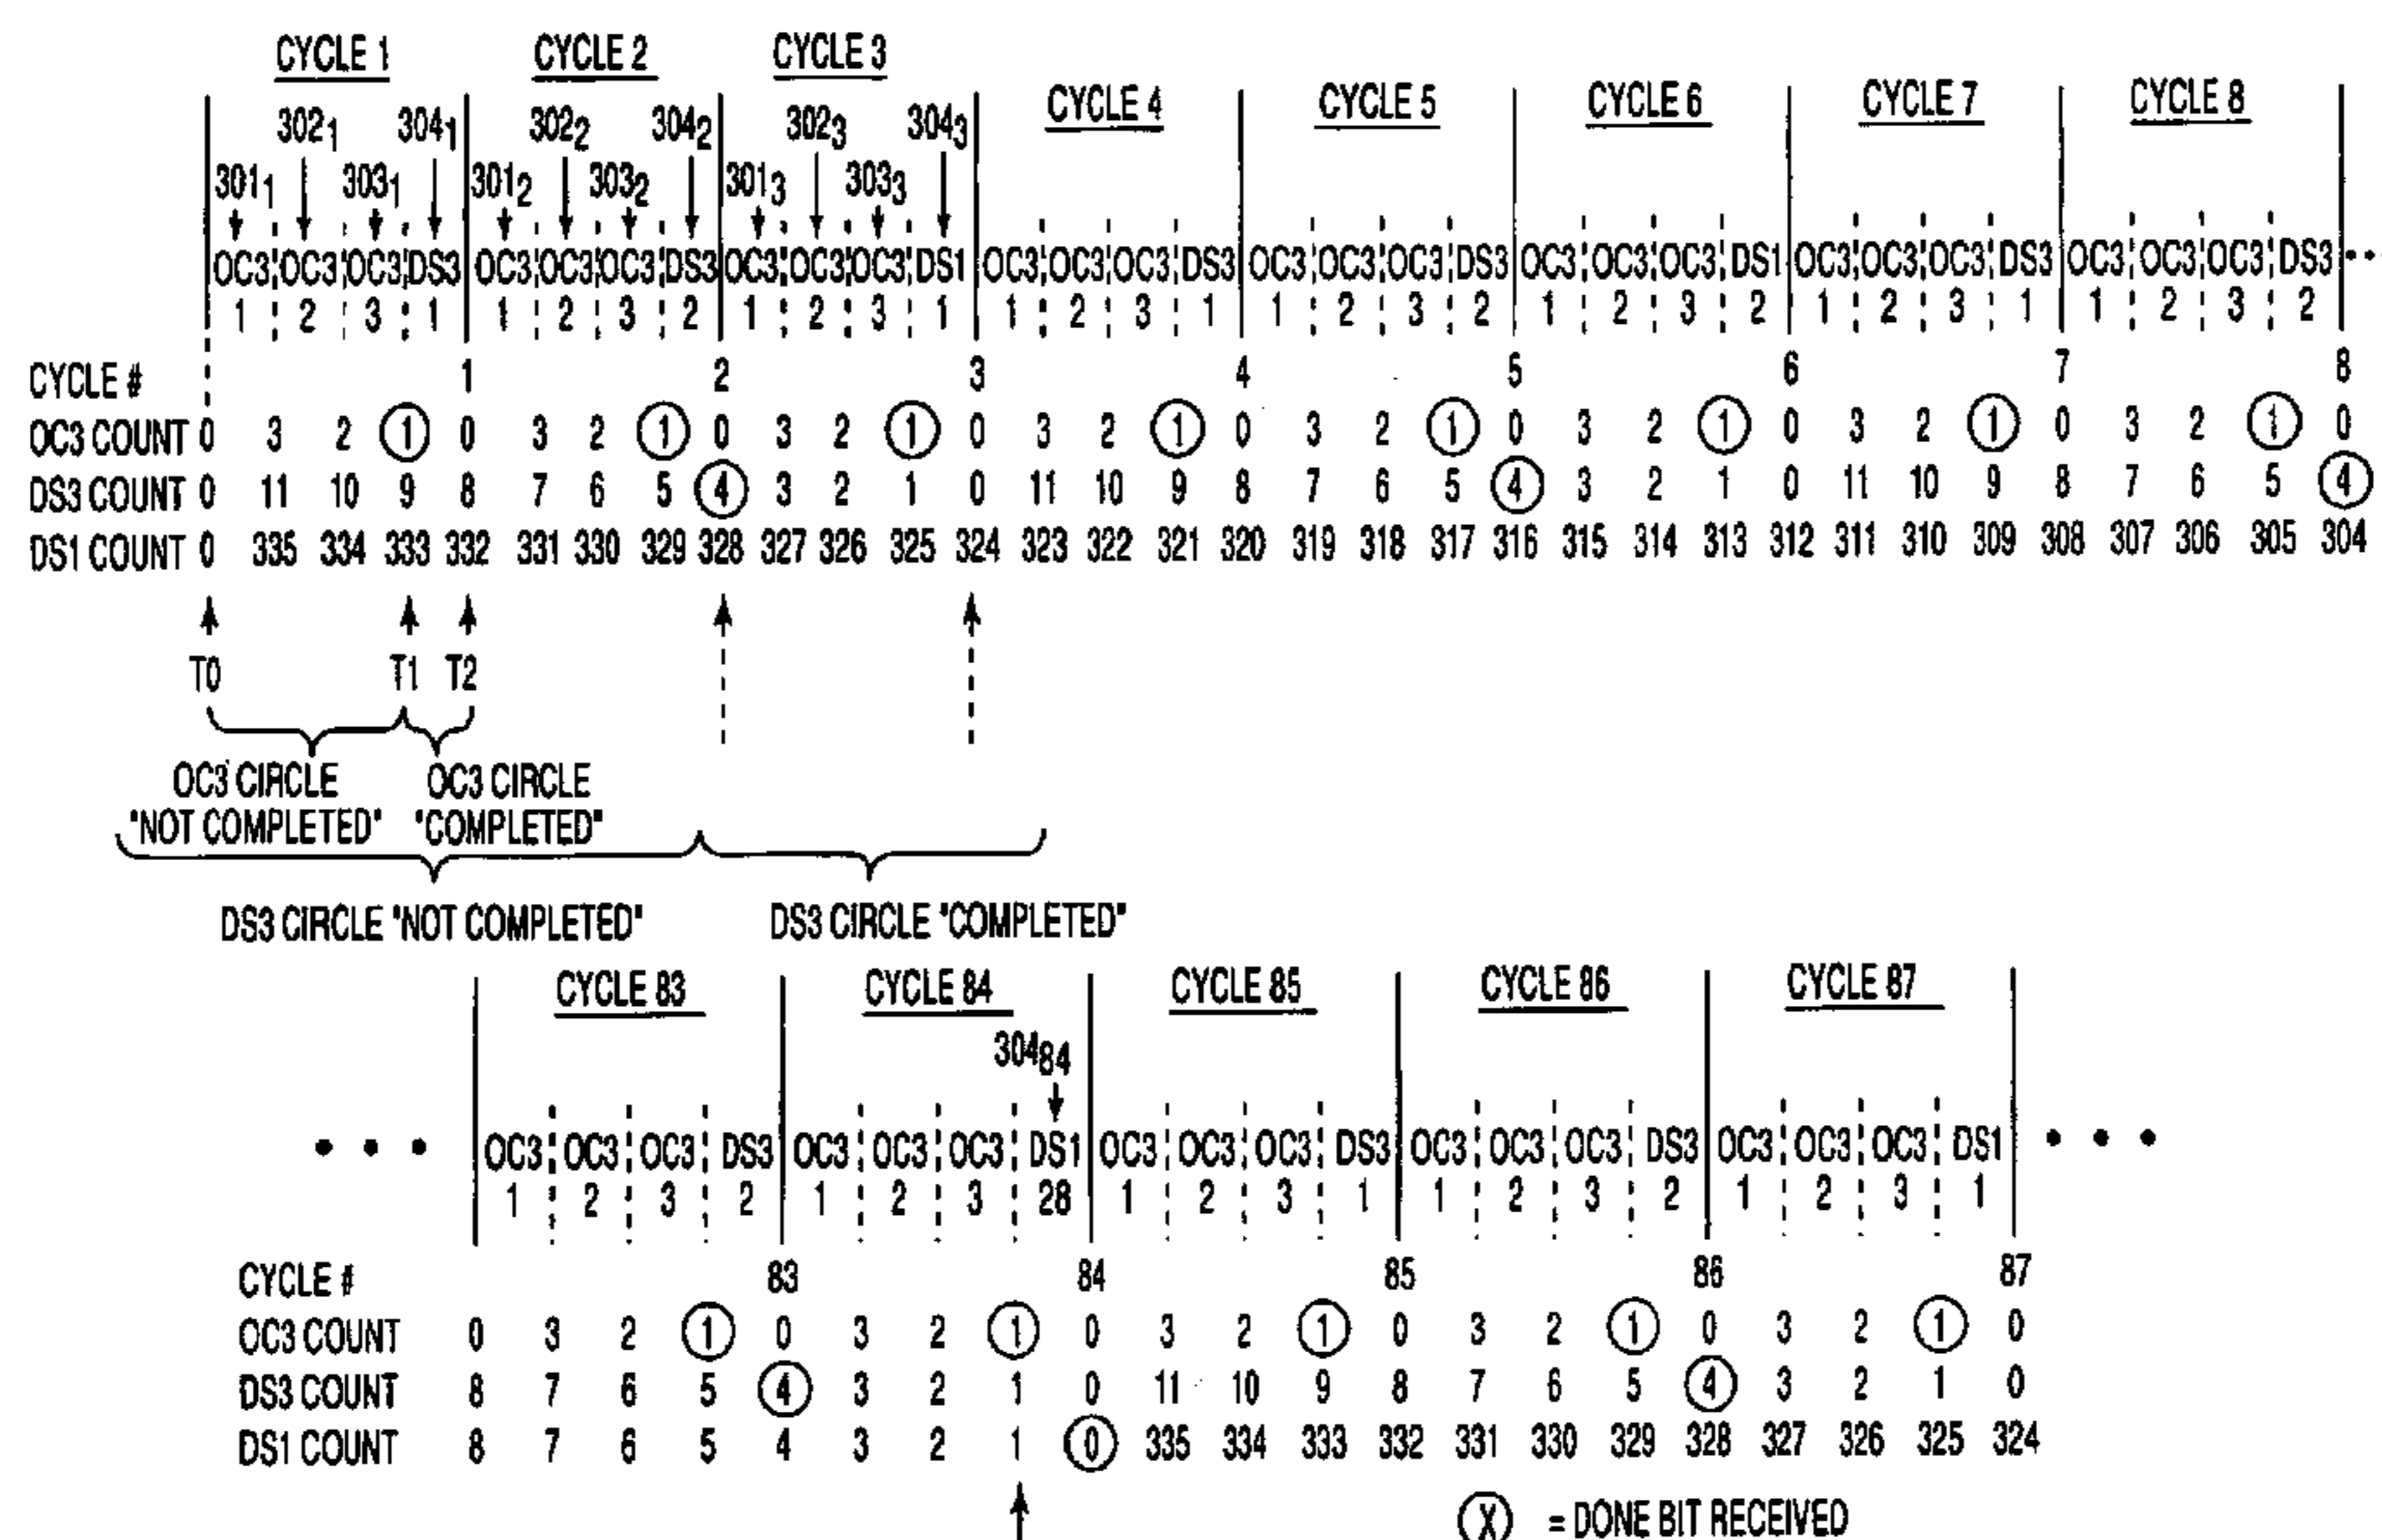 CYCLE 1 CYCLE 2 CYCLE 3
CYCLE 4 CYCLE 5 CYCLE 6 CYCLE 7 CYCLE 8
302₁ 304₁ 302₂ 304₂ 302₃ 304₃
301₁ 303₁ 301₂ 303₂ 301₃ 303₃
OC3 OC3 OC3 DS3 OC3 OC3 OC3 DS3 OC3 OC3 OC3 DS1 OC3 OC3 OC3 DS3 OC3 OC3 OC3 DS3 OC3 OC3 OC3 DS1 OC3 OC3 OC3 DS3 OC3 OC3 OC3 DS3 ...
1 2 3 1 1 2 3 2 1 2 3 1 1 2 3 1 1 2 3 2 1 2 3 2 1 2 3 1 1 2 3 2
CYCLE # 1 2 3 4 5 6 7 8
OC3 COUNT 0 3 2 1 0 3 2 1 0 3 2 1 0 3 2 1 0 3 2 1 0 3 2 1 0 3 2 1 0 3 2 1 0
DS3 COUNT 0 11 10 9 8 7 6 5 4 3 2 1 0 11 10 9 8 7 6 5 4 3 2 1 0 11 10 9 8 7 6 5 4
DS1 COUNT 0 335 334 333 332 331 330 329 328 327 326 325 324 323 322 321 320 319 318 317 316 315 314 313 312 311 310 309 308 307 306 305 304
T0 T1 T2
OC3 CIRCLE OC3 CIRCLE
"NOT COMPLETED" "COMPLETED"
DS3 CIRCLE "NOT COMPLETED" DS3 CIRCLE "COMPLETED"
CYCLE 83 CYCLE 84 CYCLE 85 CYCLE 86 CYCLE 87
304₈₄
• • • OC3 OC3 OC3 DS3 OC3 OC3 OC3 DS1 OC3 OC3 OC3 DS3 OC3 OC3 OC3 DS3 OC3 OC3 OC3 DS1 • • •
1 2 3 2 1 2 3 28 1 2 3 1 1 2 3 2 1 2 3 1
CYCLE # 83 84 85 86 87
OC3 COUNT 0 3 2 1 0 3 2 1 0 3 2 1 0 3 2 1 0 3 2 1 0
DS3 COUNT 8 7 6 5 4 3 2 1 0 11 10 9 8 7 6 5 4 3 2 1 0
DS1 COUNT 8 7 6 5 4 3 2 1 0 335 334 333 332 331 330 329 328 327 326 325 324
X = DONE BIT RECEIVED